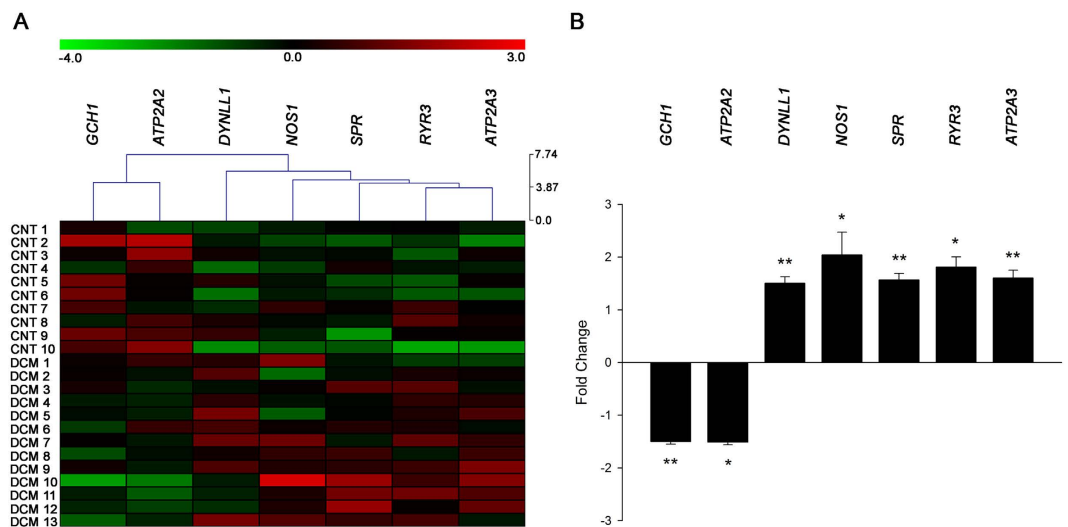 A
-4.0 0.0 3.0
GCH1 ATP2A2 DYNLL1 NOS1 SPR RYR3 ATP2A3
7.74
3.87
0.0
CNT 1
CNT 2
CNT 3
CNT 4
CNT 5
CNT 6
CNT 7
CNT 8
CNT 9
CNT 10
DCM 1
DCM 2
DCM 3
DCM 4
DCM 5
DCM 6
DCM 7
DCM 8
DCM 9
DCM 10
DCM 11
DCM 12
DCM 13
B
GCH1 ATP2A2 DYNLL1 NOS1 SPR RYR3 ATP2A3
Fold Change
3
2
1
0
-1
-2
-3
** * ** * **
** *